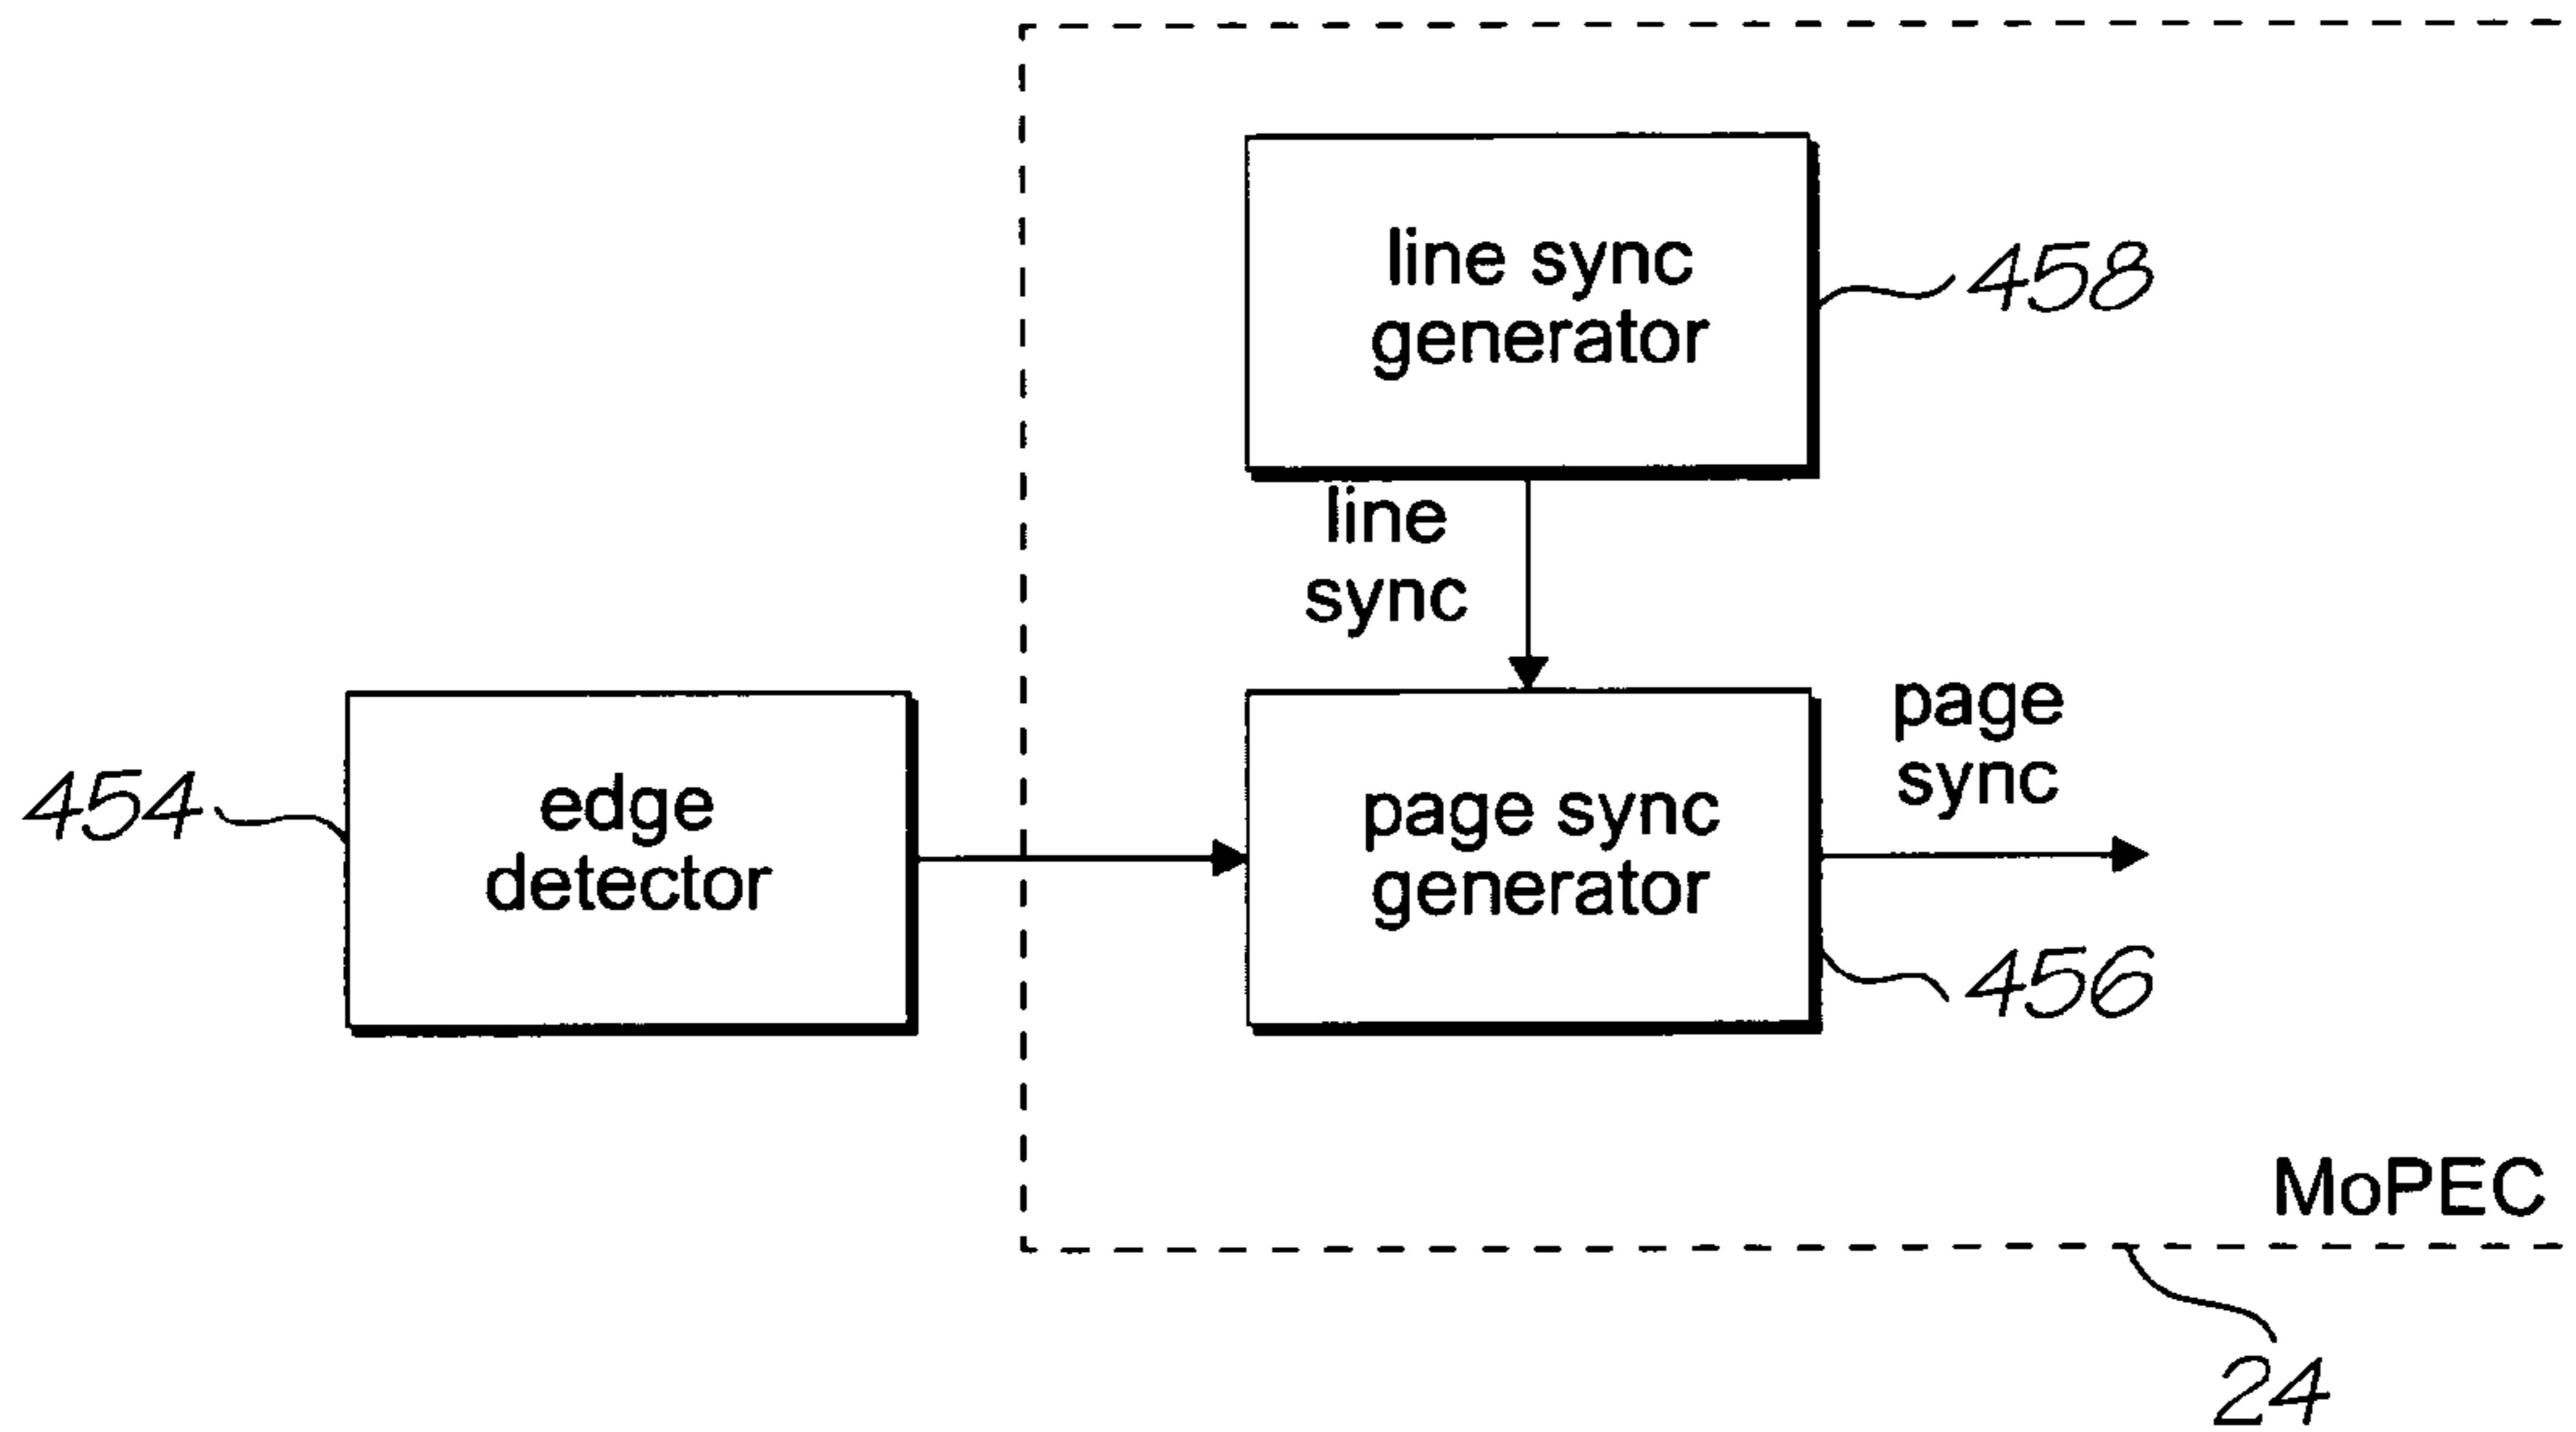 line sync
generator
458
line
sync
page
sync
454
edge
detector
page sync
generator
456
MoPEC
24